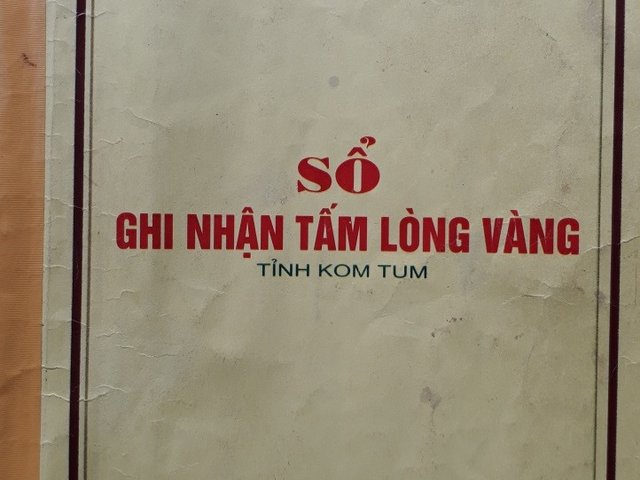 SỔ
GHI NHẬN TẤM LÒNG VÀNG
TỈNH KOM TUM